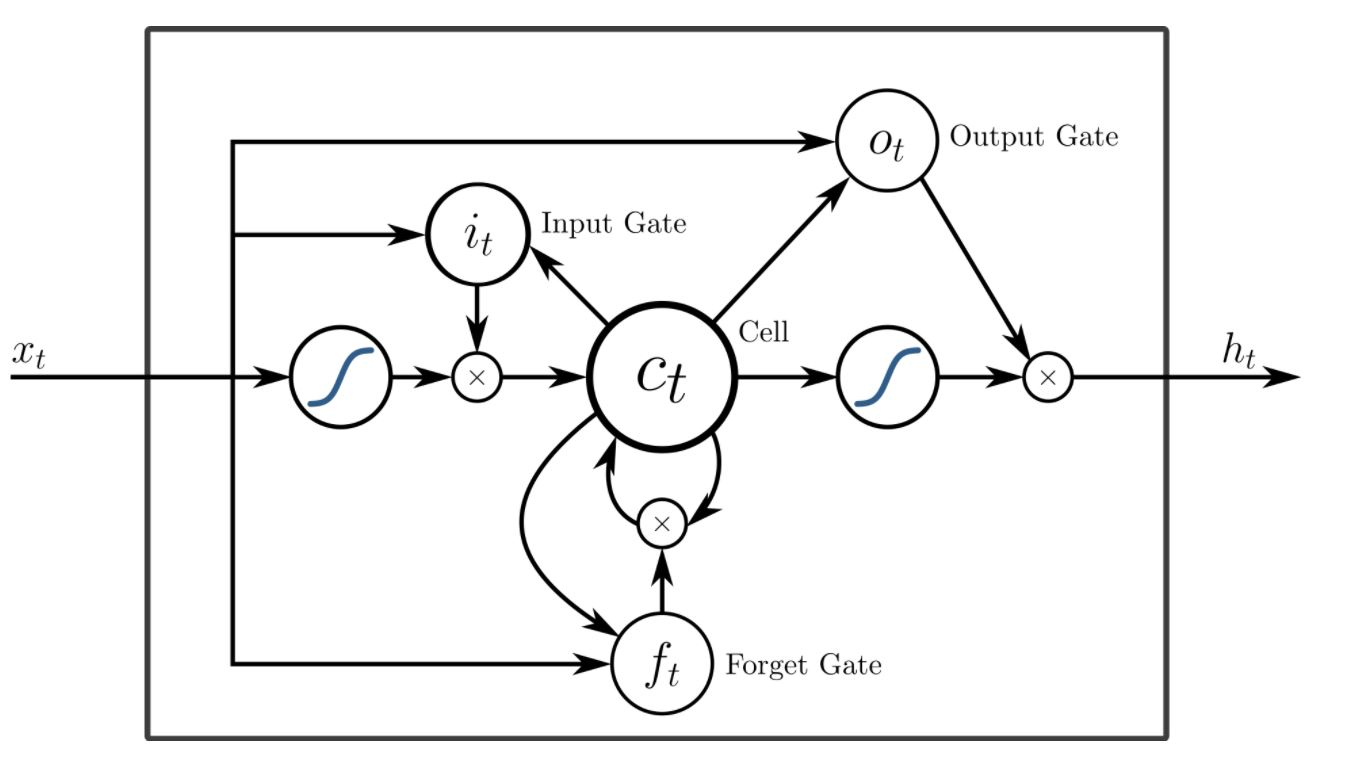 o_t Output Gate
i_t Input Gate
Cell
x_t
h_t
×
c_t
×
×
f_t Forget Gate